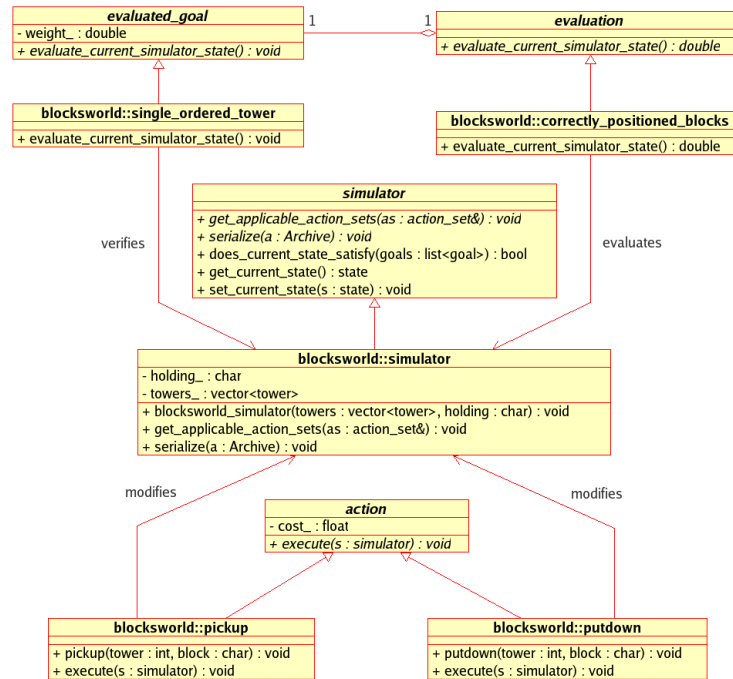 evaluated_goal
- weight_ : double
+ evaluate_current_simulator_state() : void
1
1
evaluation
+ evaluate_current_simulator_state() : double
blocksworld::single_ordered_tower
+ evaluate_current_simulator_state() : void
blocksworld::correctly_positioned_blocks
+ evaluate_current_simulator_state() : double
verifies
evaluates
simulator
+ get_applicable_action_sets(as : action_set&) : void
+ serialize(a : Archive) : void
+ does_current_state_satisfy(goals : list<goal>) : bool
+ get_current_state() : state
+ set_current_state(s : state) : void
blocksworld::simulator
- holding_ : char
- towers_ : vector<tower>
+ blocksworld_simulator(towers : vector<tower>, holding : char) : void
+ get_applicable_action_sets(as : action_set&) : void
+ serialize(a : Archive) : void
modifies
modifies
action
- cost_ : float
+ execute(s : simulator) : void
blocksworld::pickup
+ pickup(tower : int, block : char) : void
+ execute(s : simulator) : void
blocksworld::putdown
+ putdown(tower : int, block : char) : void
+ execute(s : simulator) : void